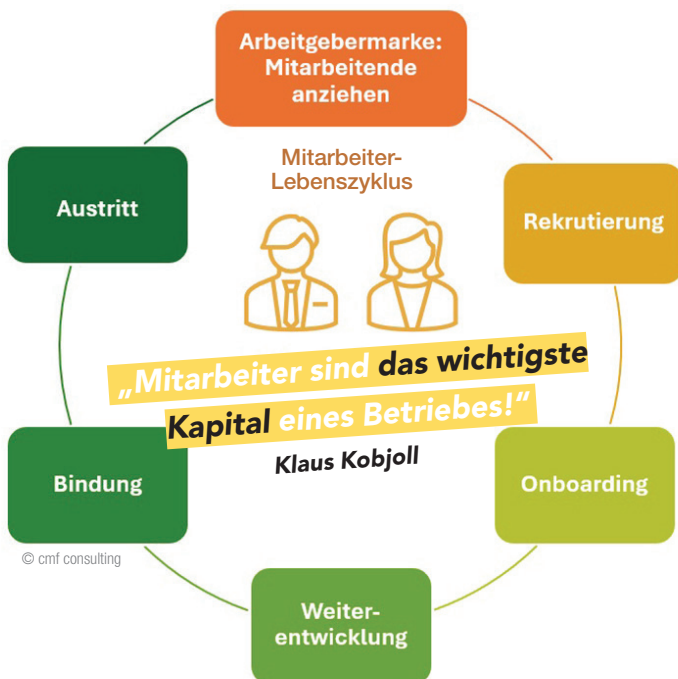 Arbeitgebermarke:
Mitarbeitende
anziehen
Mitarbeiter-
Lebenszyklus
Austritt
Rekrutierung
„Mitarbeiter sind das wichtigste
Kapital eines Betriebes!“
Klaus Kobjoll
Bindung
Onboarding
© cmf consulting
Weiter-
entwicklung